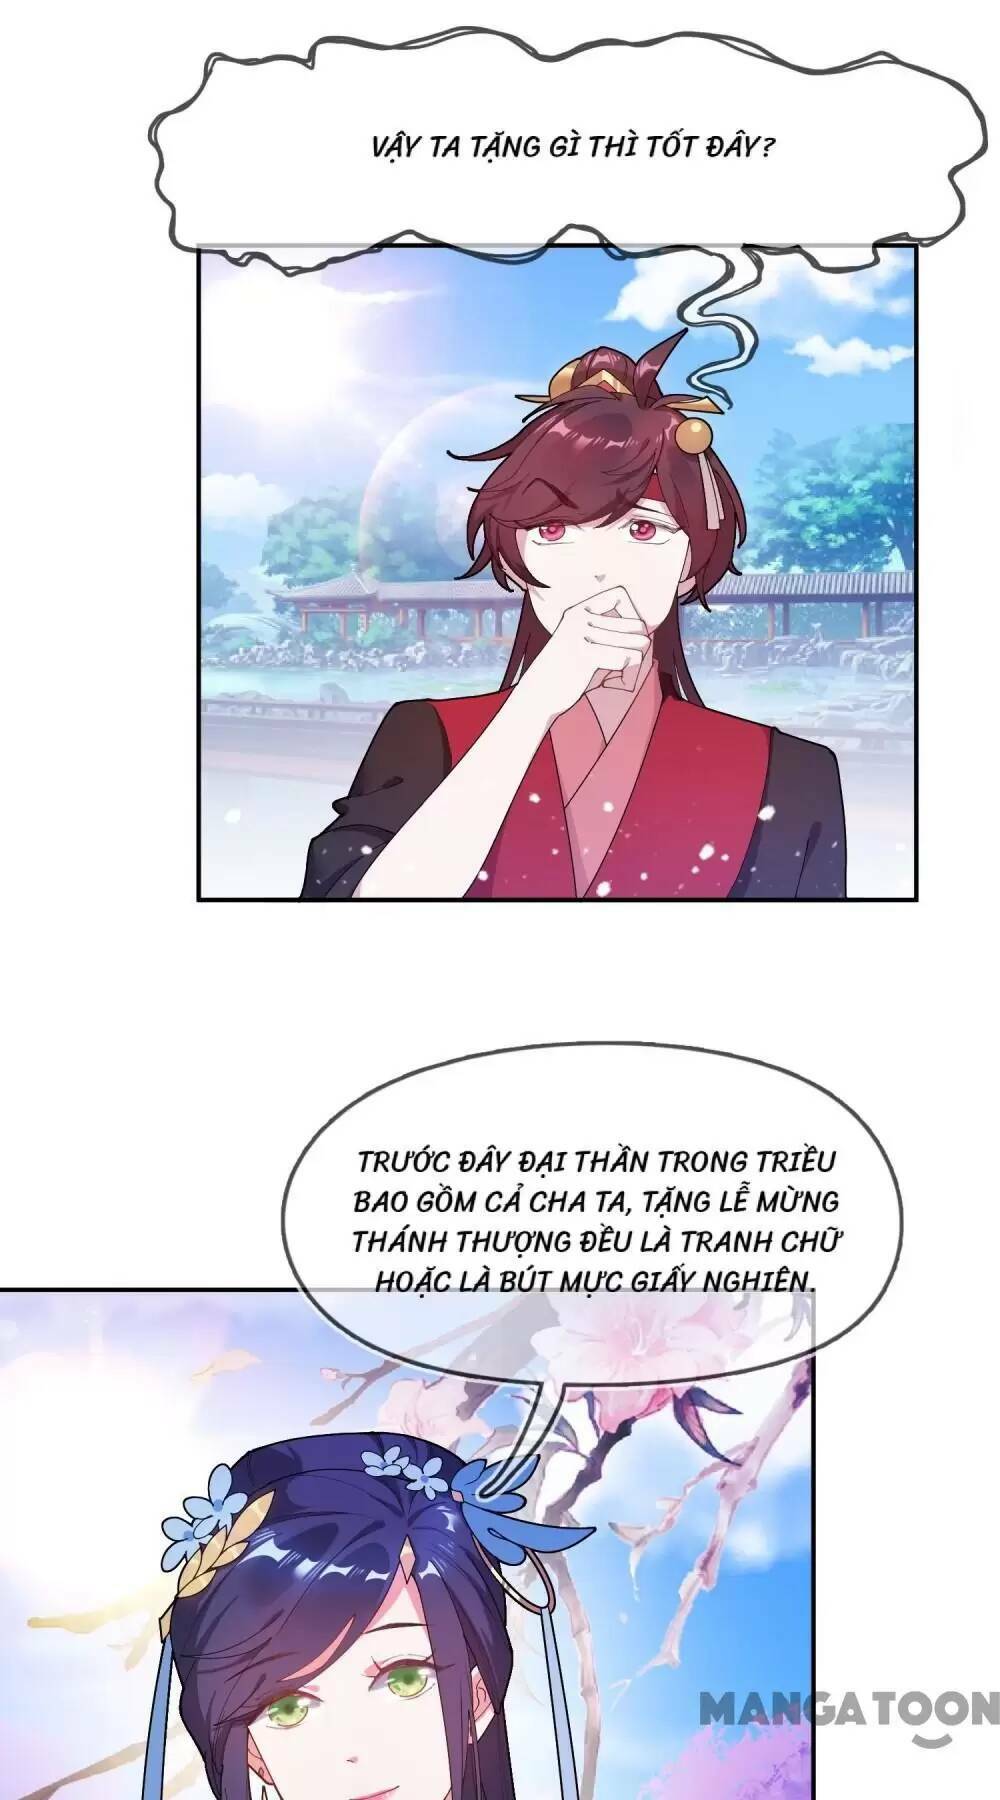 VẬY TA TẶNG GÌ THÌ TỐT ĐÂY?
TRƯỚC ĐÂY ĐẠI THẦN TRONG TRIỀU
BAO GỒM CẢ CHA TA, TẶNG LỄ MỪNG
THÁNH THƯỢNG ĐỀU LÀ TRANH CHỮ
HOẶC LÀ BÚT MỰC GIẤY NGHIÊN.
MANGATOON